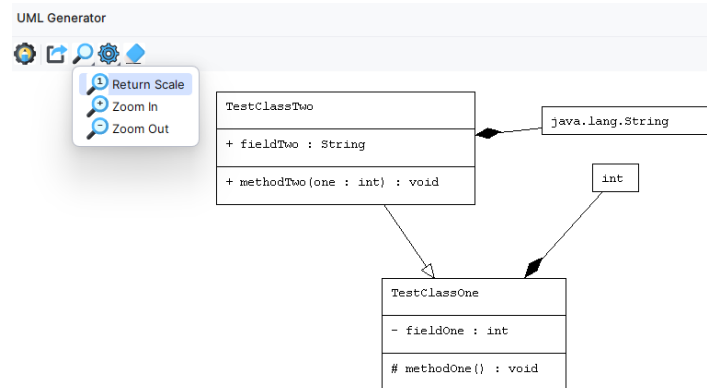 UML Generator
1 Return Scale
+ Zoom In
- Zoom Out
TestClassTwo
+ fieldTwo : String
+ methodTwo(one : int) : void
java.lang.String
int
TestClassOne
- fieldOne : int
# methodOne() : void